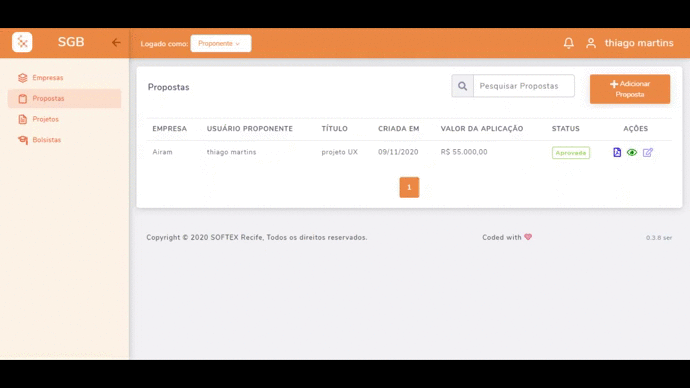 SGB
Logado como: Proponente
thiago martins
Empresas
Propostas
Projetos
Bolsistas
Propostas
Pesquisar Propostas
Adicionar
Proposta
EMPRESA USUÁRIO PROPONENTE TÍTULO CRIADA EM VALOR DA APLICAÇÃO STATUS AÇÕES
Airam thiago martins projeto UX 09/11/2020 R$ 55.000,00 Aprovada
1
Copyright © 2020 SOFTEX Recife, Todos os direitos reservados. Coded with 0.3.8 ser